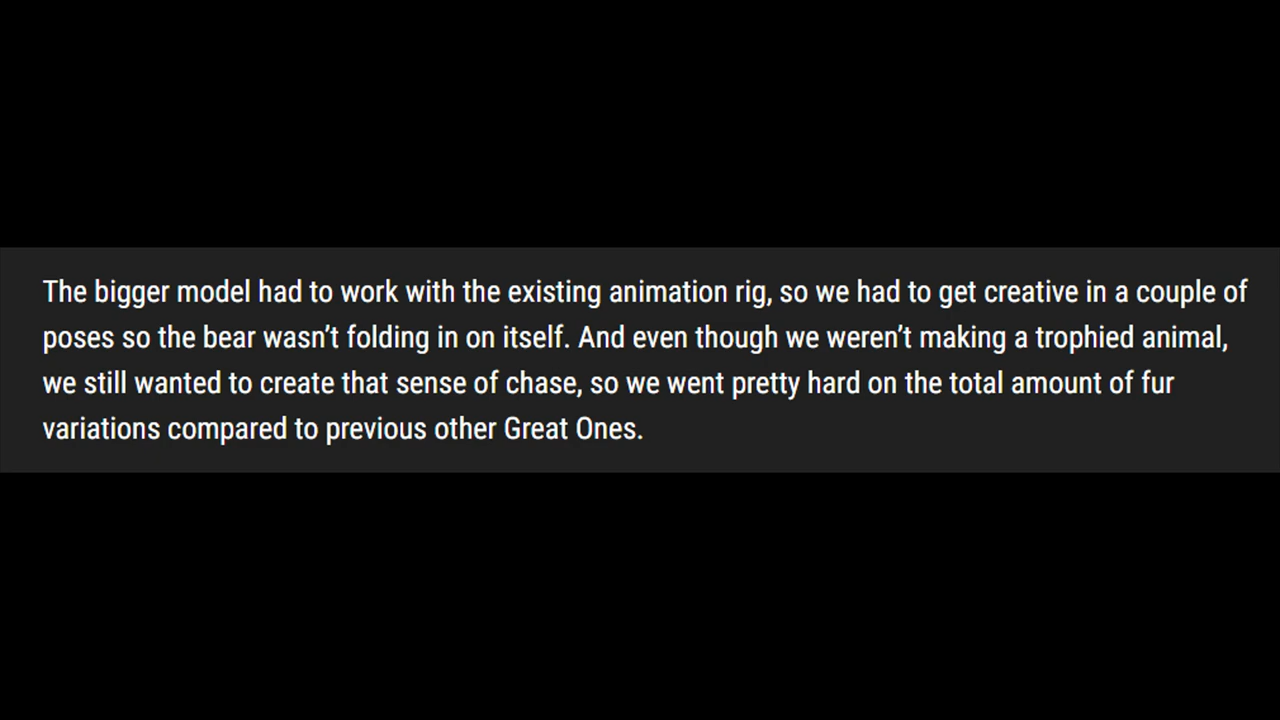 The bigger model had to work with the existing animation rig, so we had to get creative in a couple of
poses so the bear wasn’t folding in on itself. And even though we weren’t making a trophied animal,
we still wanted to create that sense of chase, so we went pretty hard on the total amount of fur
variations compared to previous other Great Ones.